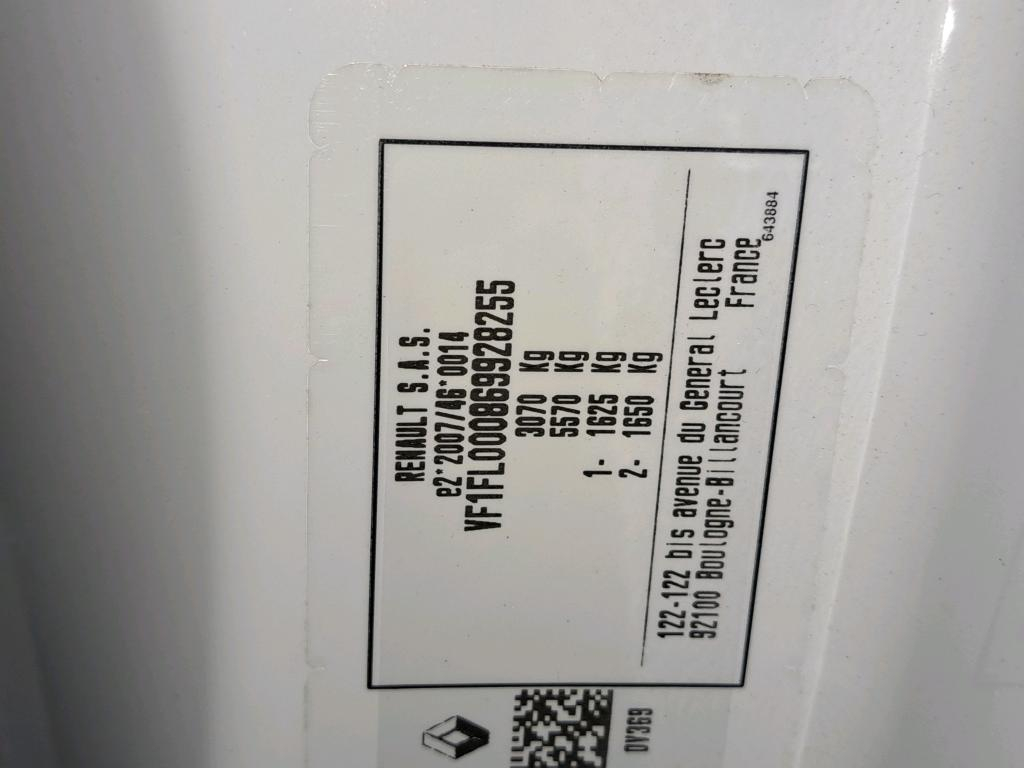 RENAULT S.A.S.
e2*2007/46*0014
VF1FL000869928255
3070 Kg
5570 Kg
1- 1625 Kg
2- 1650 Kg
122-122 bis avenue du General Leclerc
92100 Boulogne-Billancourt France
643884
DV369